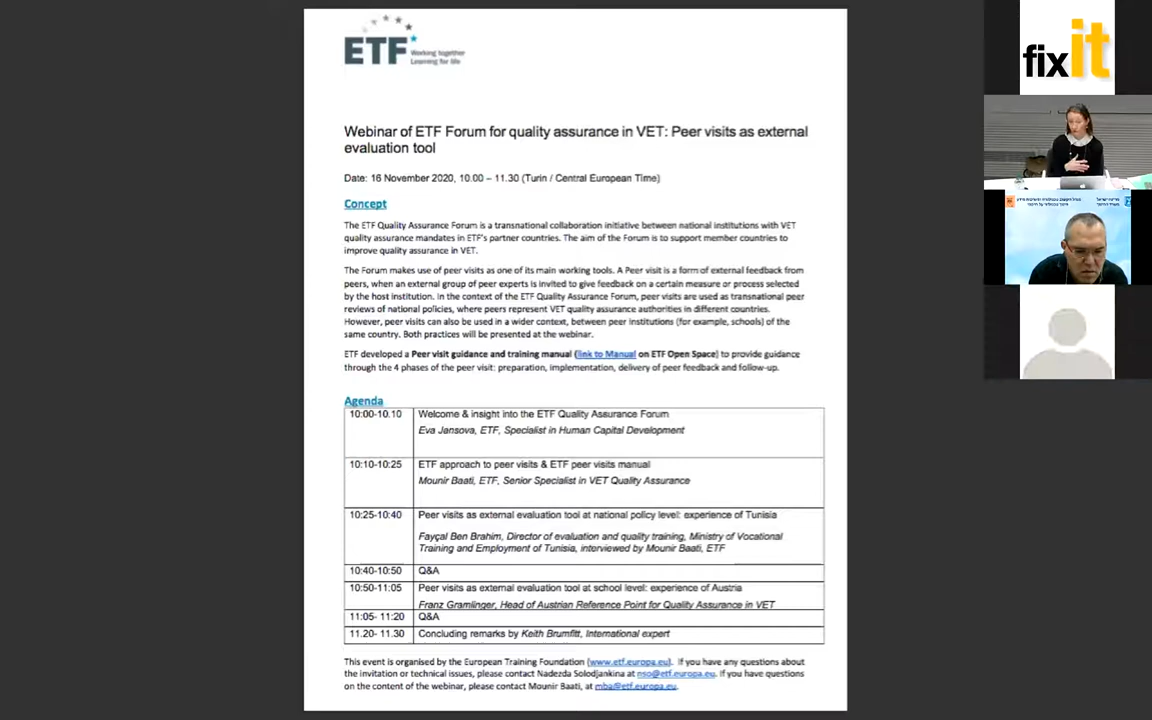 ETF Working together
Learning for life
Webinar of ETF Forum for quality assurance in VET: Peer visits as external
evaluation tool
Date: 16 November 2020, 10.00 – 11.30 (Turin / Central European Time)
Concept
The ETF Quality Assurance Forum is a transnational collaboration initiative between national institutions with VET
quality assurance mandates in ETF's partner countries. The aim of the Forum is to support member countries to
improve quality assurance in VET.
The Forum makes use of peer visits as one of its main working tools. A Peer visit is a form of external feedback from
peers, when an external group of peer experts is invited to give feedback on a certain measure or process selected
by the host institution. In the context of the ETF Quality Assurance Forum, peer visits are used as transnational peer
reviews of national policies, where peers represent VET quality assurance authorities in different countries.
However, peer visits can also be used in a wider context, between peer institutions (for example, schools) of the
same country. Both practices will be presented at the webinar.
ETF developed a Peer visit guidance and training manual (link to Manual on ETF Open Space) to provide guidance
through the 4 phases of the peer visit: preparation, implementation, delivery of peer feedback and follow-up.
Agenda
10:00-10.10 Welcome & insight into the ETF Quality Assurance Forum
Eva Jansova, ETF, Specialist in Human Capital Development
10:10-10:25 ETF approach to peer visits & ETF peer visits manual
Mounir Baati, ETF, Senior Specialist in VET Quality Assurance
10:25-10:40 Peer visits as external evaluation tool at national policy level: experience of Tunisia
Fayçal Ben Brahim, Director of evaluation and quality training, Ministry of Vocational
Training and Employment of Tunisia, interviewed by Mounir Baati, ETF
10:40-10:50 Q&A
10:50-11:05 Peer visits as external evaluation tool at school level: experience of Austria
Franz Gramlinger, Head of Austrian Reference Point for Quality Assurance in VET
11:05- 11:20 Q&A
11.20- 11.30 Concluding remarks by Keith Brumfitt, International expert
This event is organised by the European Training Foundation (www.etf.europa.eu). If you have any questions about
the invitation or technical issues, please contact Nadezda Solodjankina at nso@etf.europa.eu. If you have questions
on the content of the webinar, please contact Mounir Baati, at mba@etf.europa.eu.
fixit